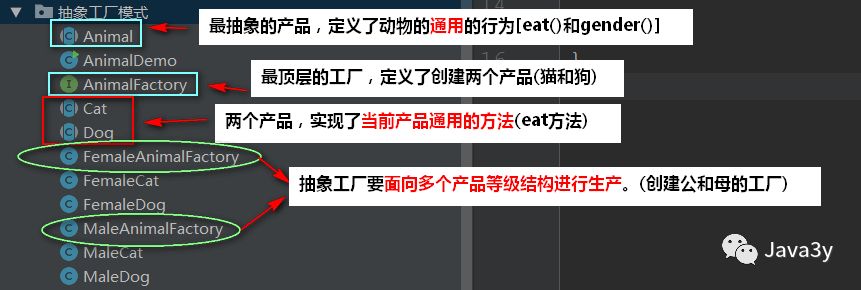 抽象工厂模式
14
Animal
最抽象的产品，定义了动物的通用的行为[eat()和gender()]
AnimalDemo
AnimalFactory
最顶层的工厂，定义了创建两个产品(猫和狗)
Cat
Dog
两个产品，实现了当前产品通用的方法(eat方法)
FemaleAnimalFactory
FemaleCat
抽象工厂要面向多个产品等级结构进行生产。(创建公和母的工厂)
FemaleDog
MaleAnimalFactory
MaleCat
MaleDog
Java3y